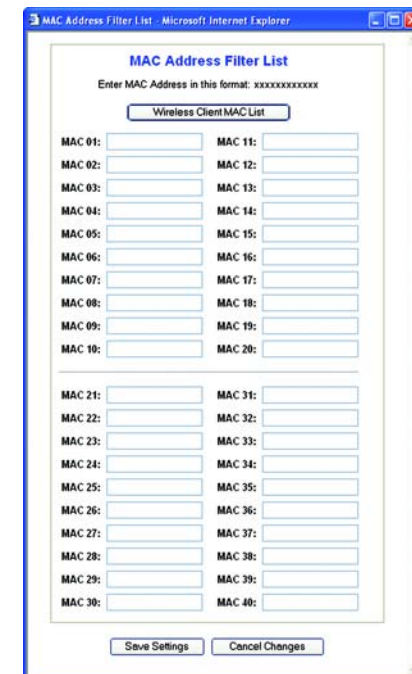 MAC Address Filter List - Microsoft Internet Explorer
MAC Address Filter List
Enter MAC Address in this format: xxxxxxxxxxxx
Wireless Client MAC List
MAC 01: MAC 11:
MAC 02: MAC 12:
MAC 03: MAC 13:
MAC 04: MAC 14:
MAC 05: MAC 15:
MAC 06: MAC 16:
MAC 07: MAC 17:
MAC 08: MAC 18:
MAC 09: MAC 19:
MAC 10: MAC 20:
MAC 21: MAC 31:
MAC 22: MAC 32:
MAC 23: MAC 33:
MAC 24: MAC 34:
MAC 25: MAC 35:
MAC 26: MAC 36:
MAC 27: MAC 37:
MAC 28: MAC 38:
MAC 29: MAC 39:
MAC 30: MAC 40:
Save Settings Cancel Changes